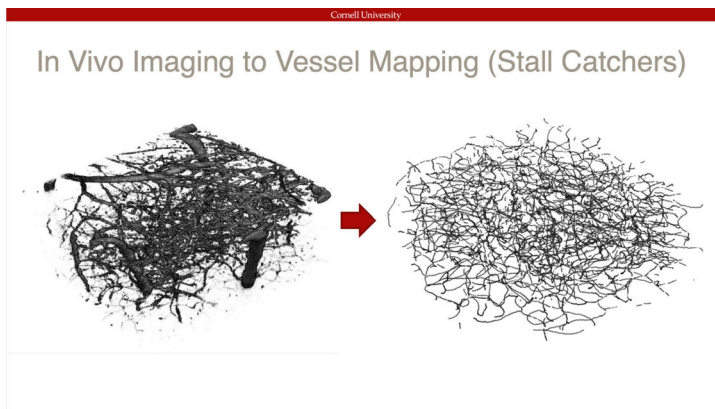 Cornell University
In Vivo Imaging to Vessel Mapping (Stall Catchers)